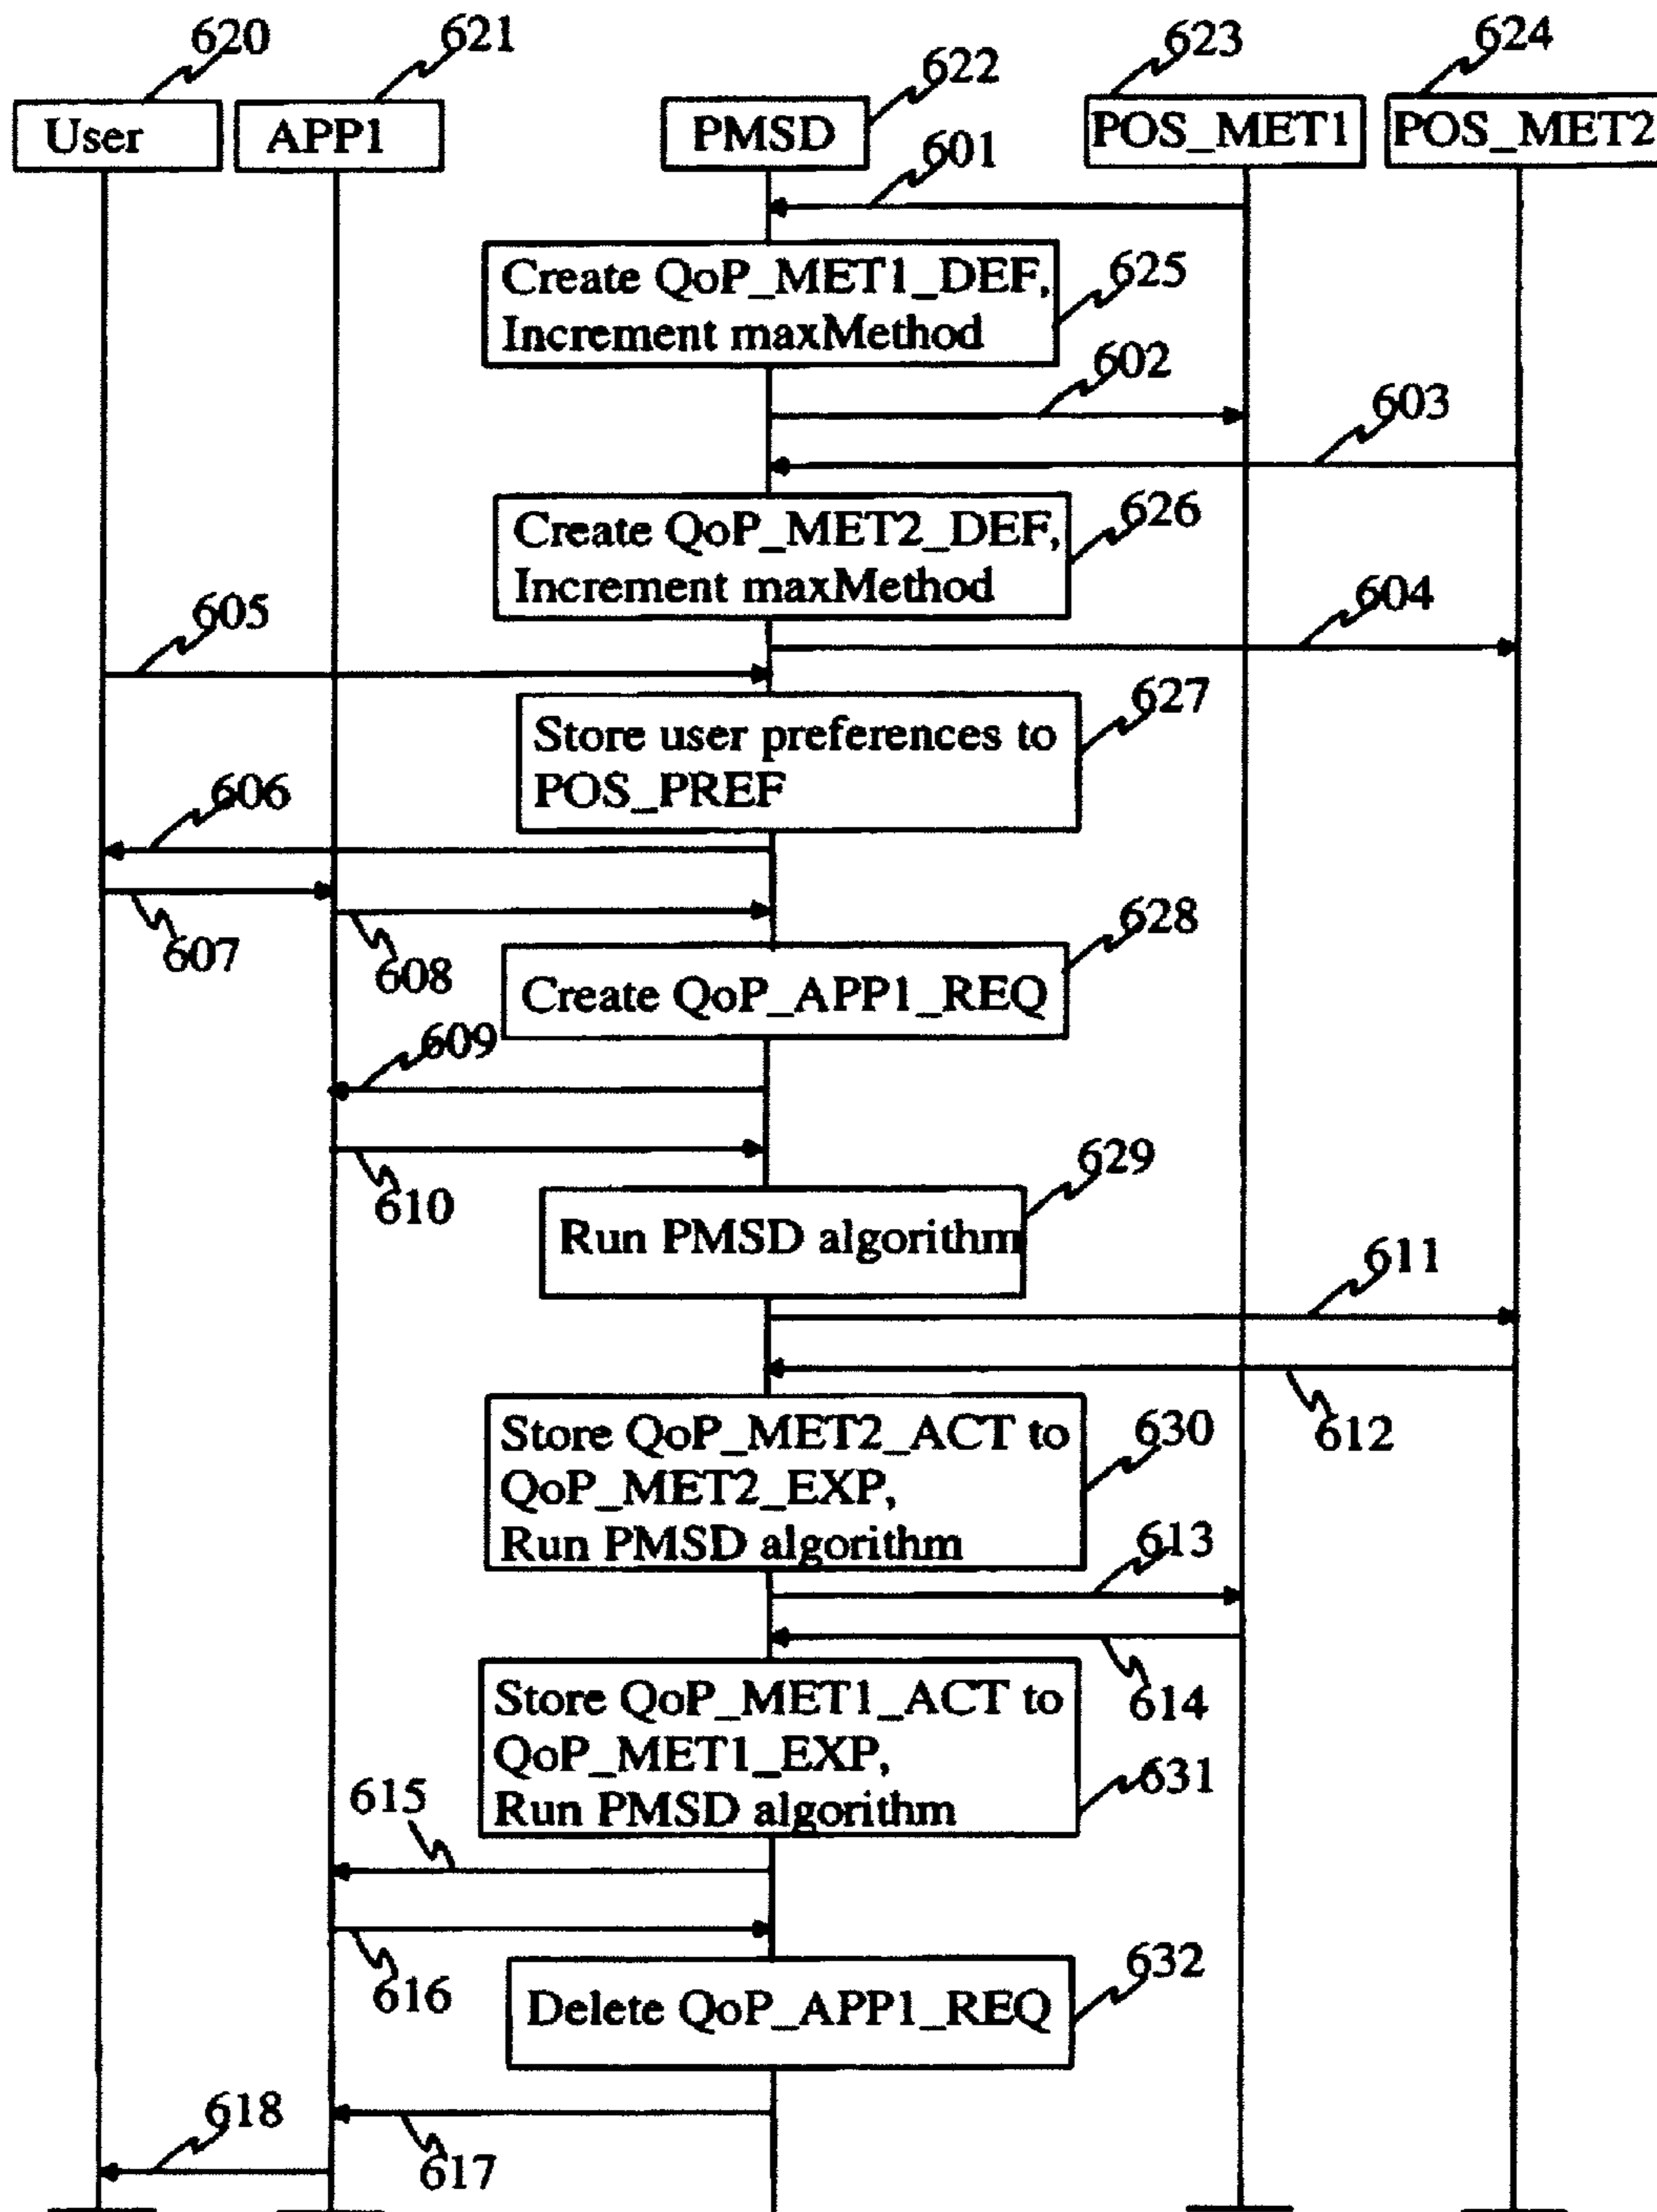 620
621
622
623
624
User
APP1
PMSD
POS_MET1
POS_MET2
601
Create QoP_MET1_DEF,
Increment maxMethod
625
602
603
Create QoP_MET2_DEF,
Increment maxMethod
626
604
605
Store user preferences to
POS_PREF
627
606
607
608
Create QoP_APP1_REQ
628
609
610
Run PMSD algorithm
629
611
612
Store QoP_MET2_ACT to
QoP_MET2_EXP,
Run PMSD algorithm
630
613
614
Store QoP_MET1_ACT to
QoP_MET1_EXP,
Run PMSD algorithm
631
615
616
Delete QoP_APP1_REQ
632
617
618